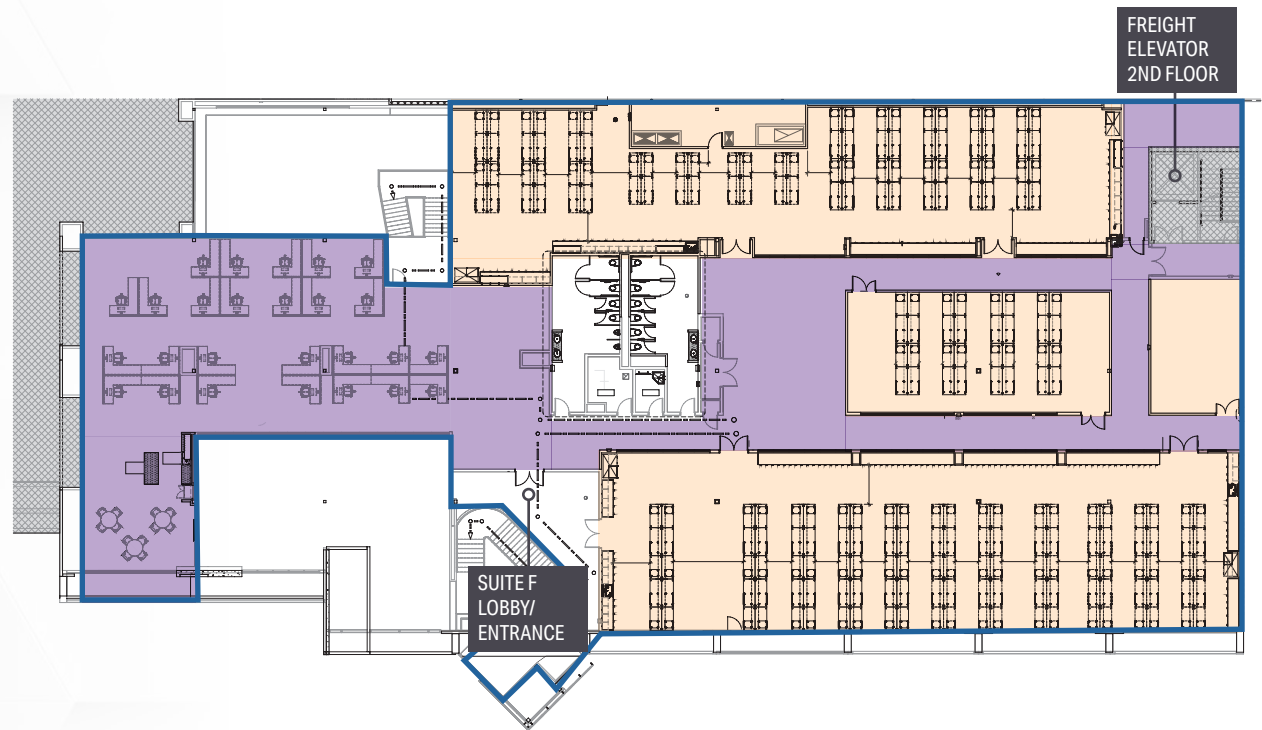 FREIGHT
ELEVATOR
2ND FLOOR
SUITE F
LOBBY/
ENTRANCE